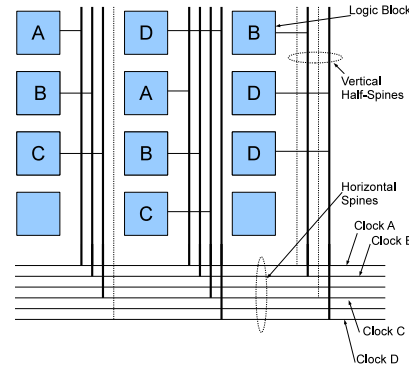 A
D
B
Logic Block
B
A
D
Vertical
Half-Spines
C
B
D
C
Horizontal
Spines
Clock A
Clock B
Clock C
Clock D